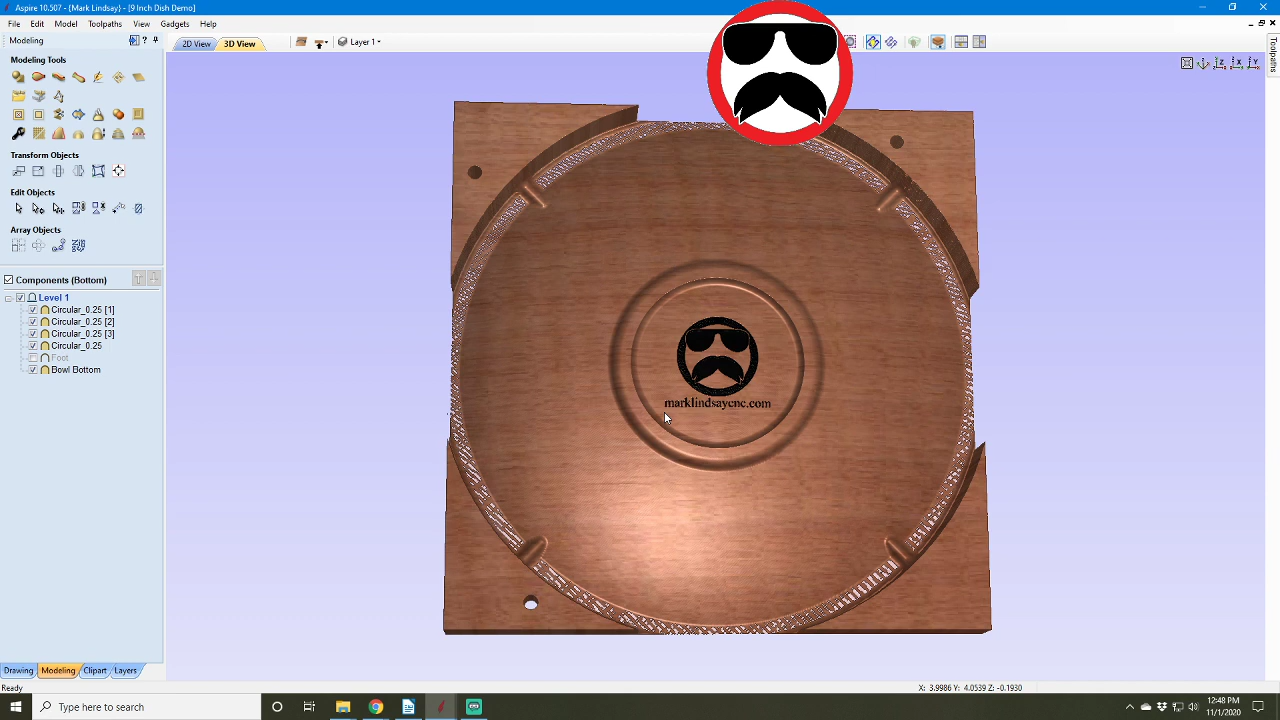 Aspire 10.507 - (Mark Lindsay) - [9 Inch Dish Demo]
File Edit Model Toolpaths View Gadgets Help
Modeling
2D View 3D View Layer 1
Modeling Tools
Transform Objects
Edit Objects
Array Objects
Components (Bottom)
Level 1
Circular_0.25 [1]
Circular_0.25 [2]
Circular_0.25 [3]
Circular_0.25
Foot
Bowl Bottom
marklindsaycnc.com
Toolpaths
Drawing Modeling Clipart Layers
Ready
X: 3.9986 Y: 4.0539 Z: -0.1930
Type here to search
12:48 PM
11/1/2020